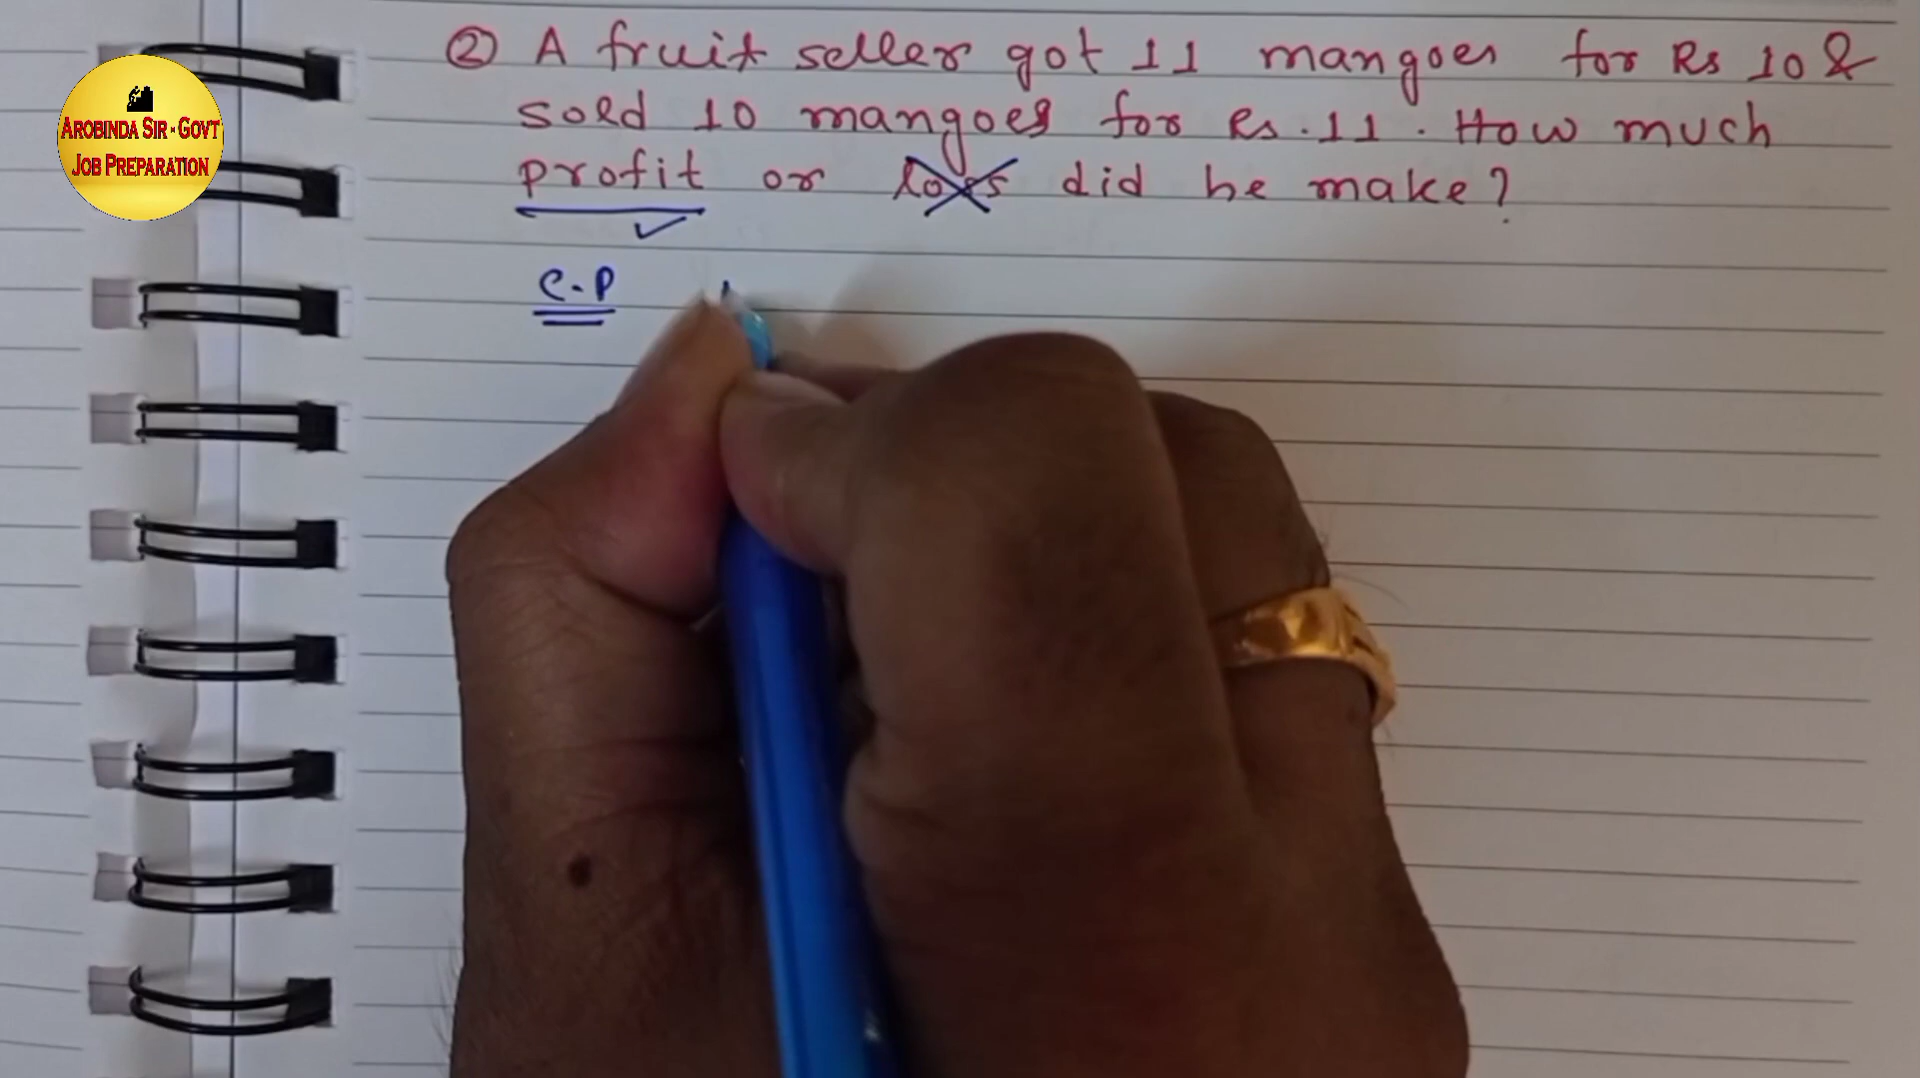 AROBINDA SIR - GOVT
JOB PREPARATION
② A fruit seller got 11 mangoes for Rs 10 &
sold 10 mangoes for Rs. 11. How much
profit or loss did he make?
C.P